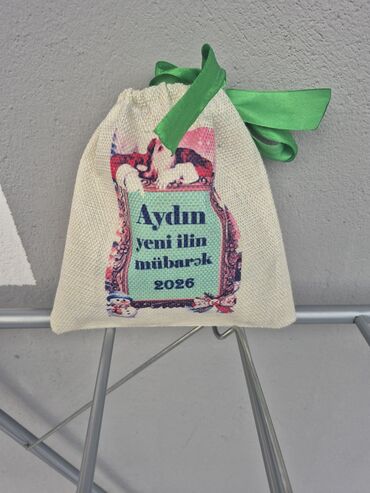 Aydın
yeni ilin
mübarək
2026